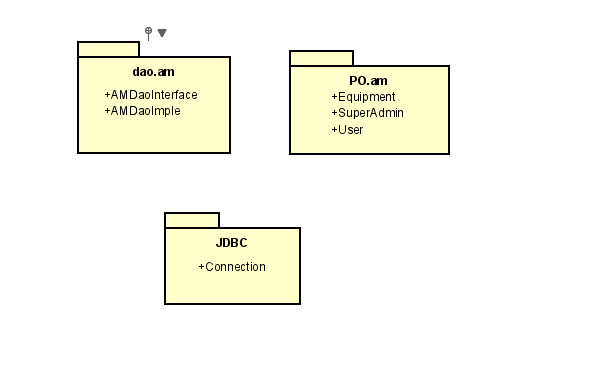 dao.am
+AMDaoInterface
+AMDaoImple
PO.am
+Equipment
+SuperAdmin
+User
JDBC
+Connection